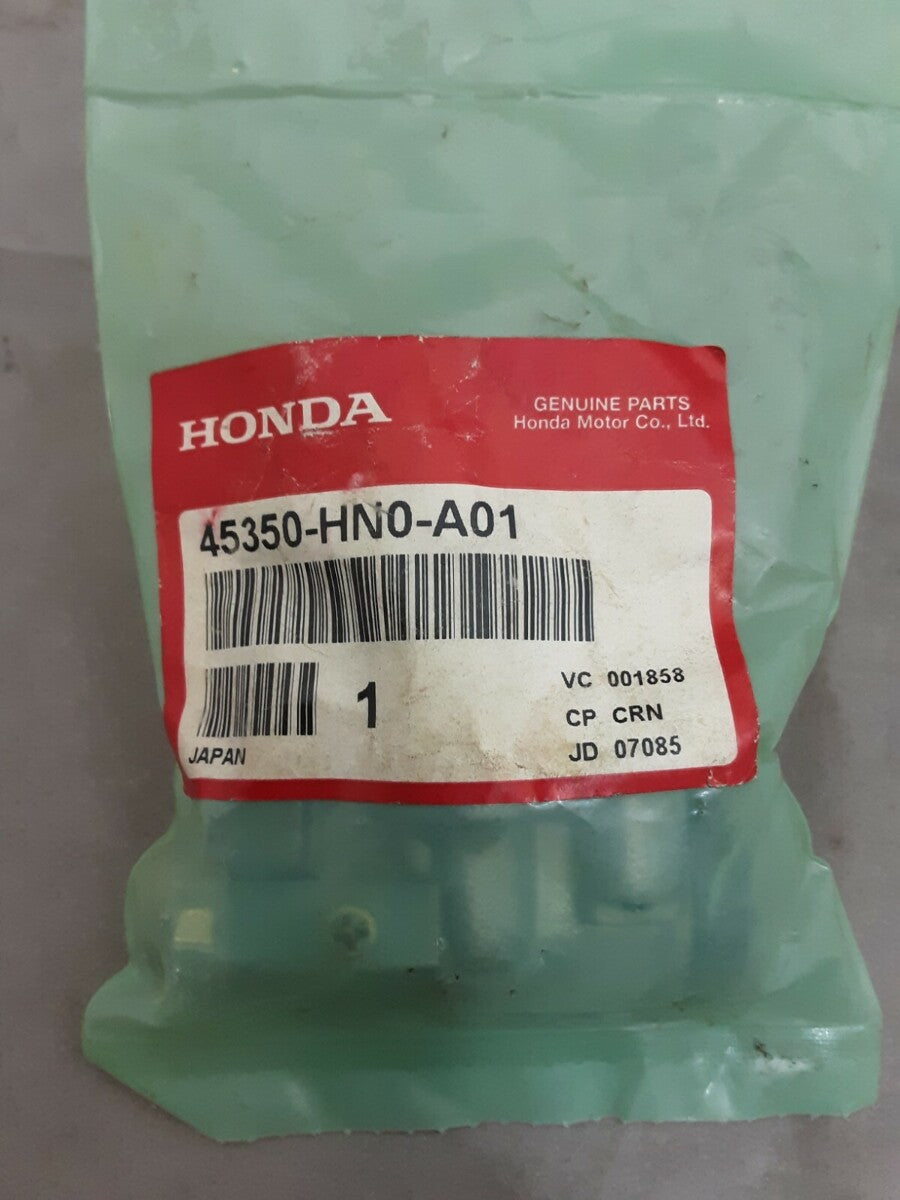 HONDA
GENUINE PARTS
Honda Motor Co., Ltd.
45350-HN0-A01
1
VC 001858
CP CRN
JD 07085
JAPAN